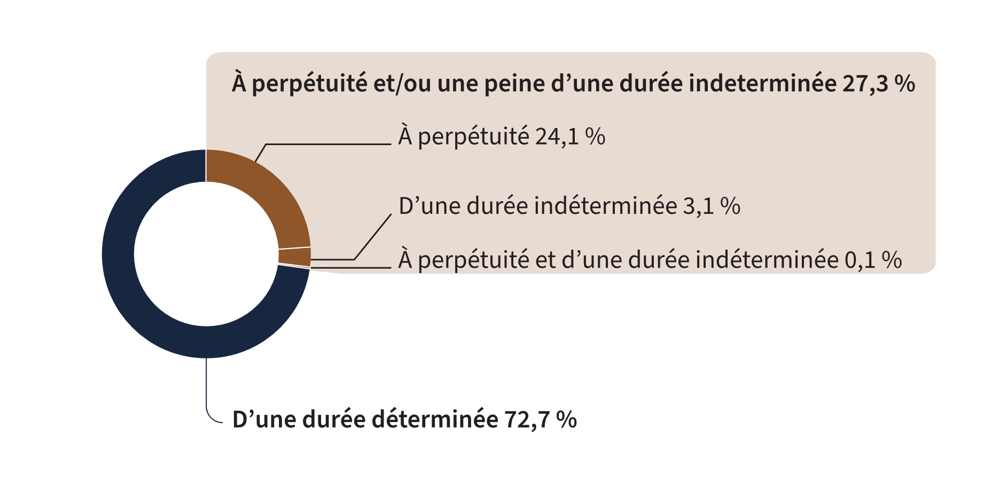 À perpétuité et/ou une peine d’une durée indeterminée 27,3 %
À perpétuité 24,1 %
D’une durée indéterminée 3,1 %
À perpétuité et d’une durée indéterminée 0,1 %
D’une durée déterminée 72,7 %